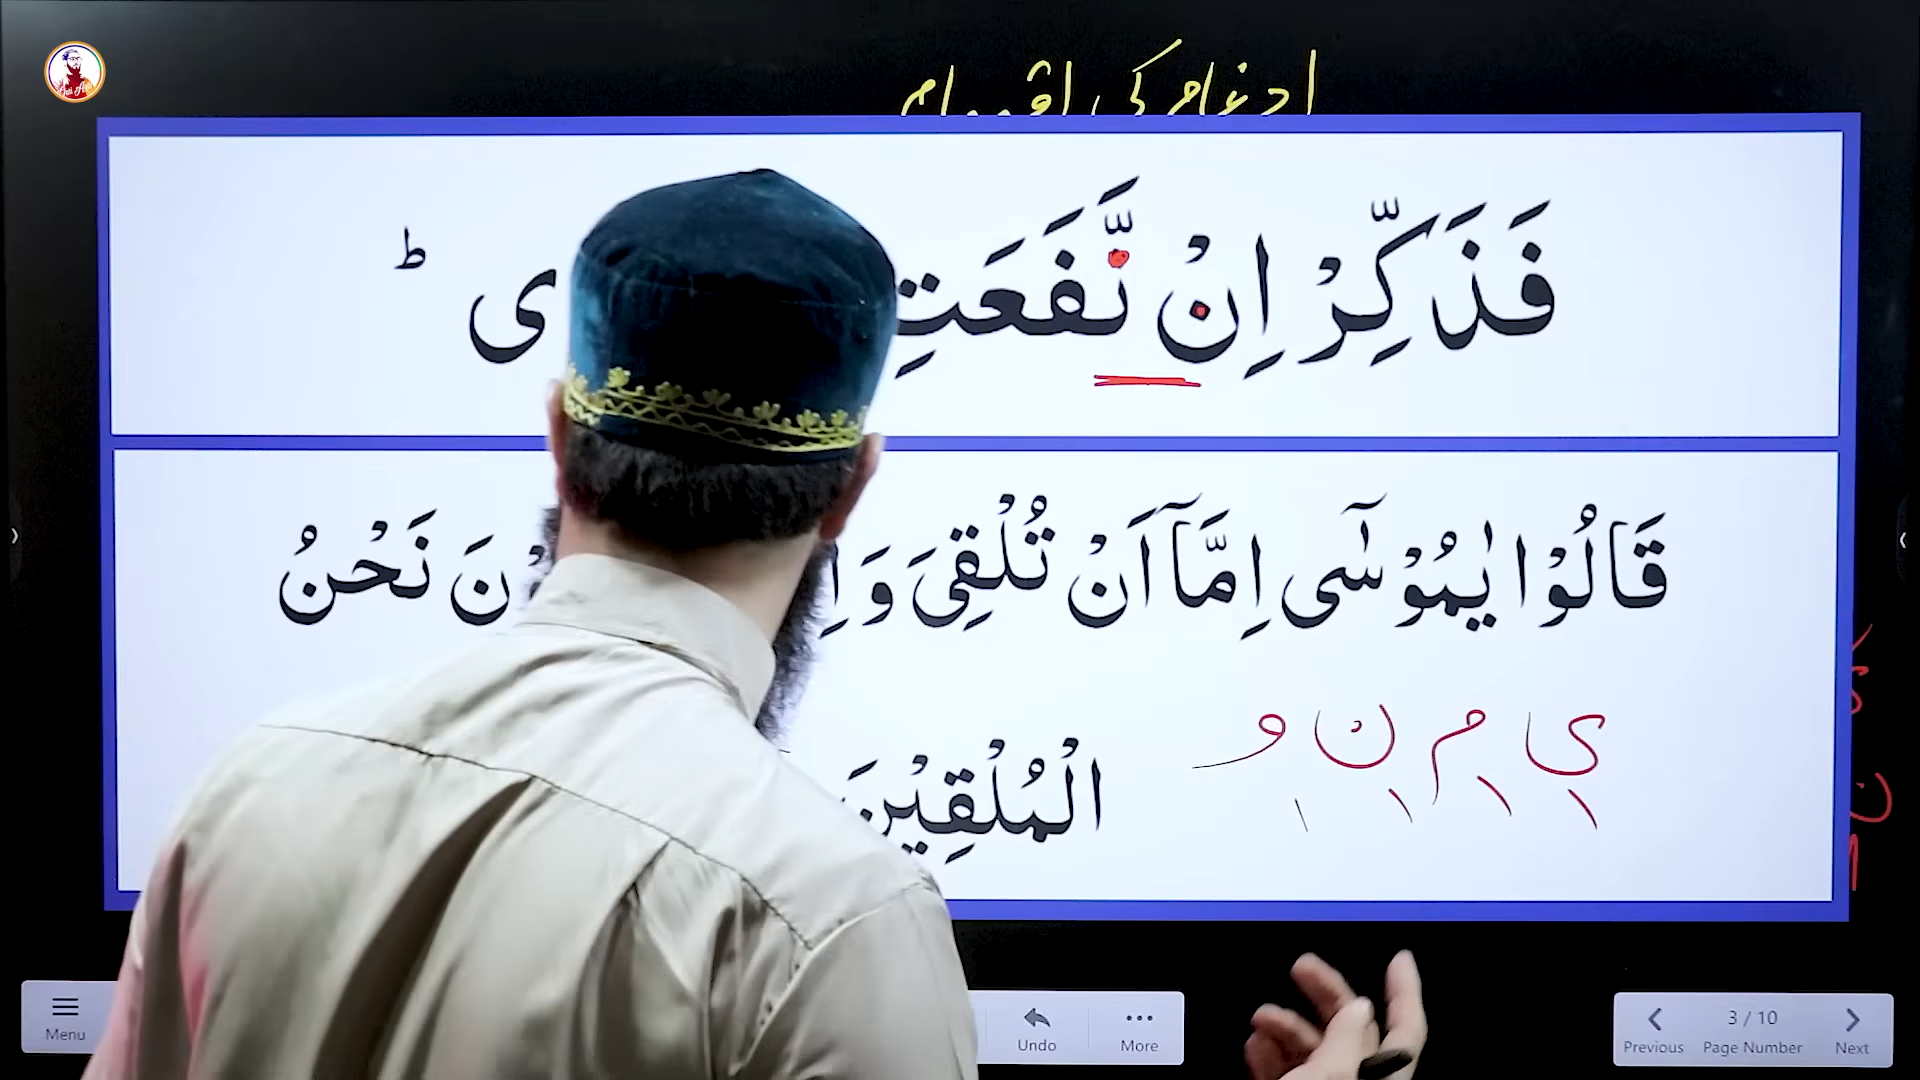 ادغام کی اقسام
فَذَكِّرْ اِنْ نَّفَعَتِ
قَالُوْا يٰمُوْسٰٓى اِمَّاۤ اَنْ تُلْقِىَ نَحْنُ
الْمُلْقِيْنَ
ی م ن و
Menu
Undo
More
Previous
3 / 10
Page Number
Next